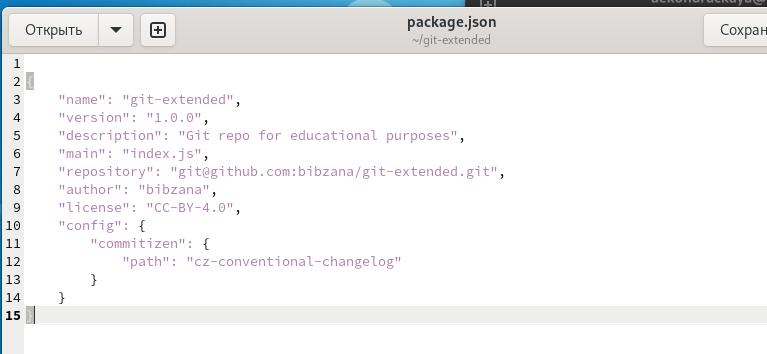 Открыть
package.json
~/git-extended
Сохран
1
2 {
3 "name": "git-extended",
4 "version": "1.0.0",
5 "description": "Git repo for educational purposes",
6 "main": "index.js",
7 "repository": "git@github.com:bibzana/git-extended.git",
8 "author": "bibzana",
9 "license": "CC-BY-4.0",
10 "config": {
11 "commitizen": {
12 "path": "cz-conventional-changelog"
13 }
14 }
15 }